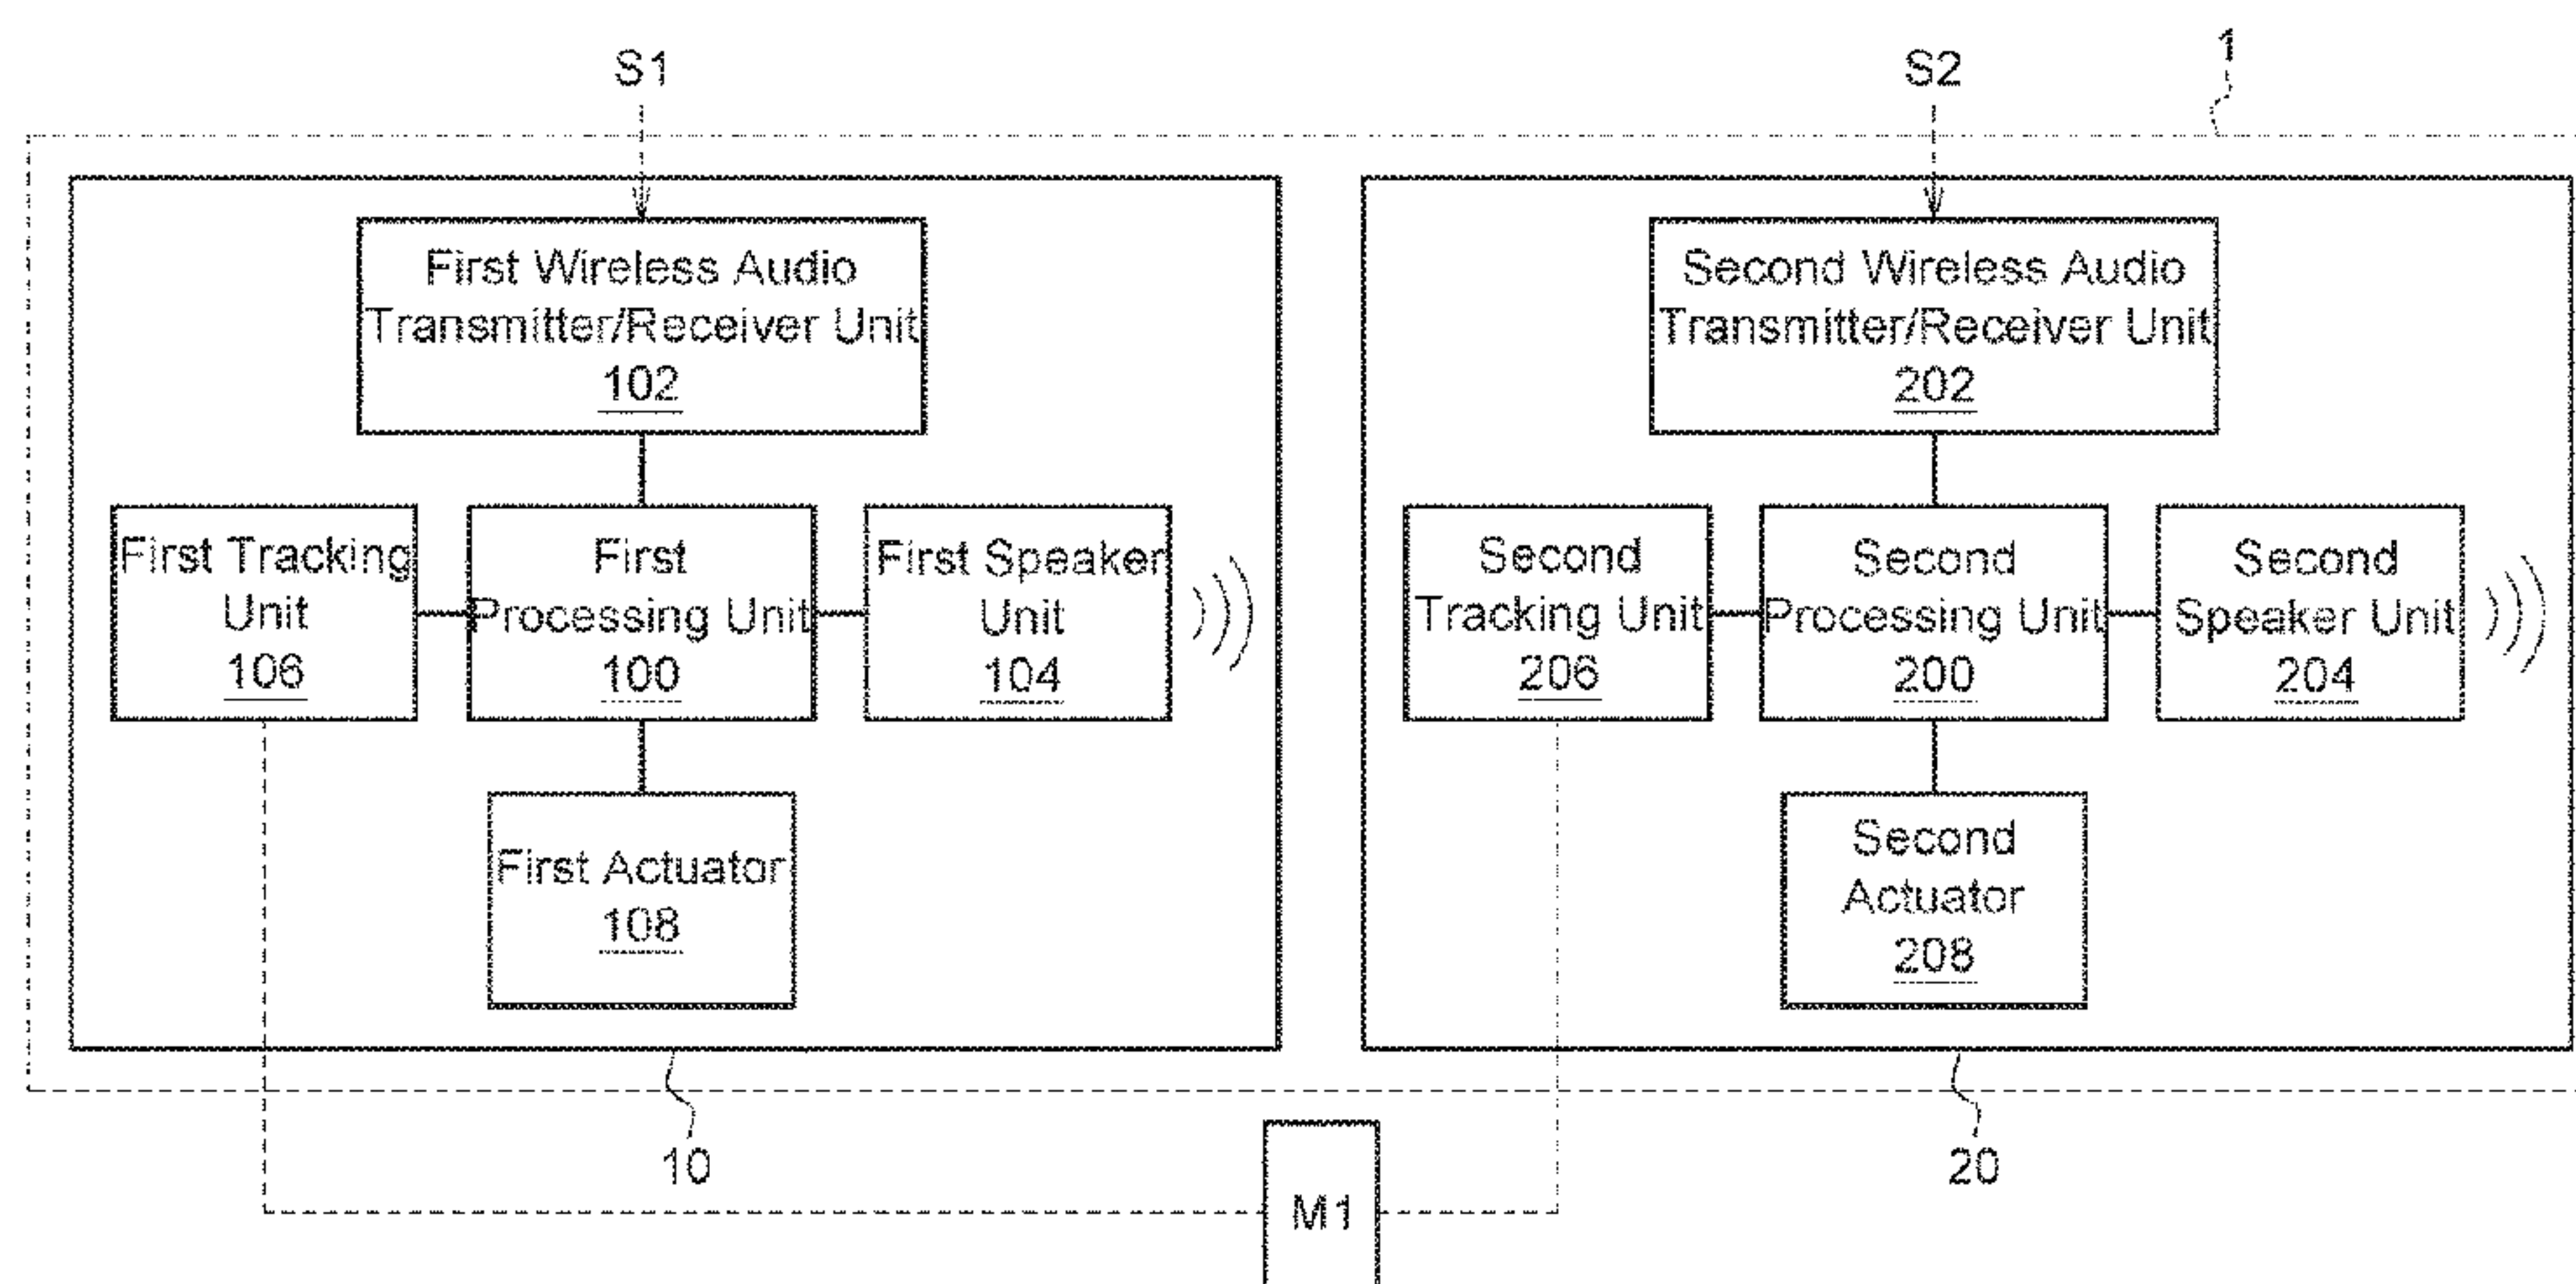 S1
S2
1
First Wireless Audio
Transmitter/Receiver Unit
102
First Tracking
Unit
106
First
Processing Unit
100
First Speaker
Unit
104
First Actuator
108
Second Wireless Audio
Transmitter/Receiver Unit
202
Second
Tracking Unit
206
Second
Processing Unit
200
Second
Speaker Unit
204
Second
Actuator
208
10
20
M1